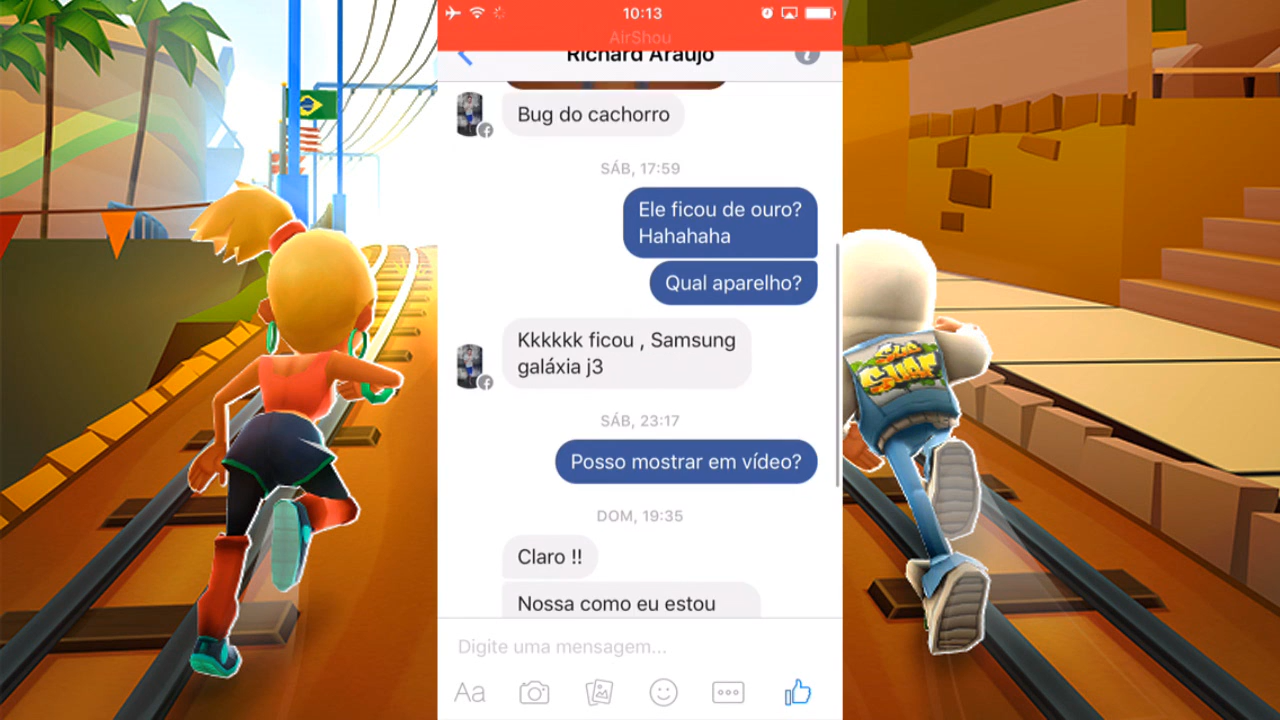 10:13
AirShou
Richard Araujo
Bug do cachorro
SÁB, 17:59
Ele ficou de ouro?
Hahahaha
Qual aparelho?
Kkkkkk ficou , Samsung
galáxia j3
SÁB, 23:17
Posso mostrar em vídeo?
DOM, 19:35
Claro !!
Nossa como eu estou
Digite uma mensagem...
Aa
SUB
SURF